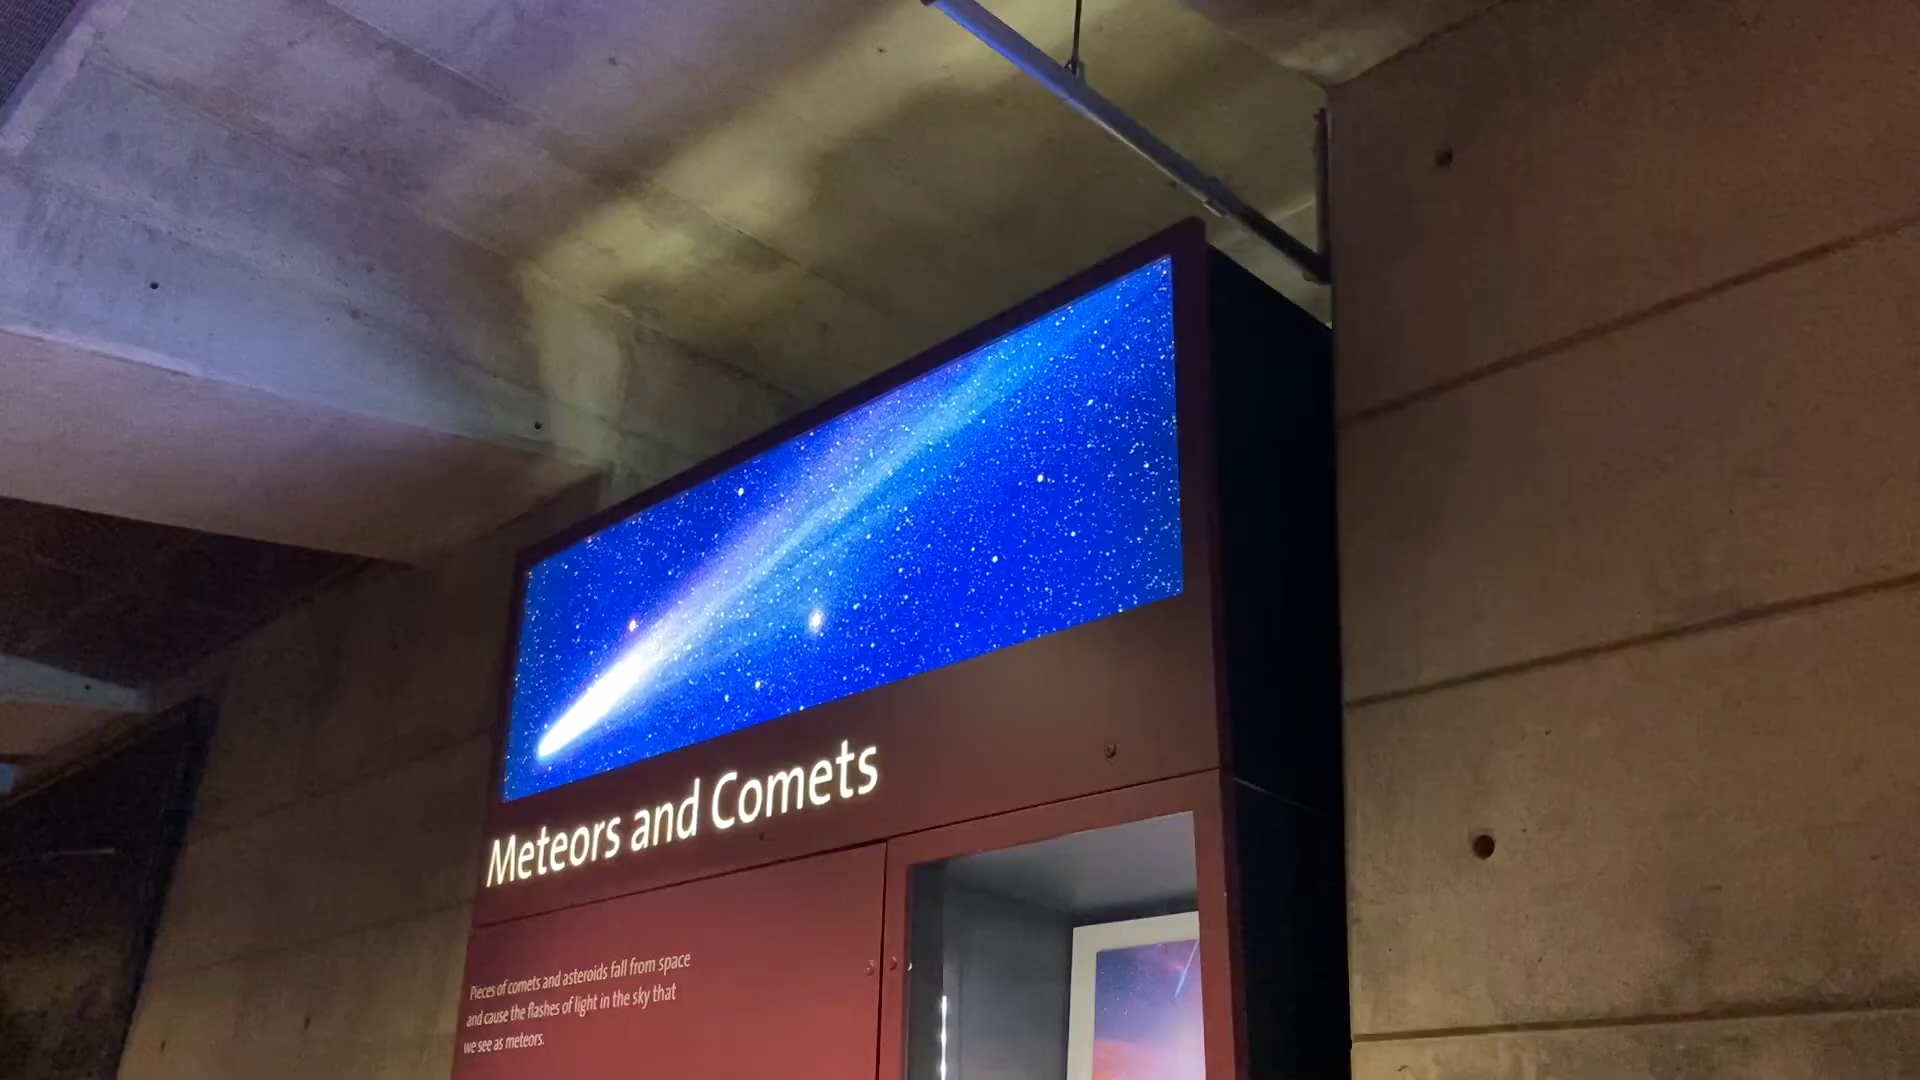 Meteors and Comets
Pieces of comets and asteroids fall from space
and cause the flashes of light in the sky that
we see as meteors.